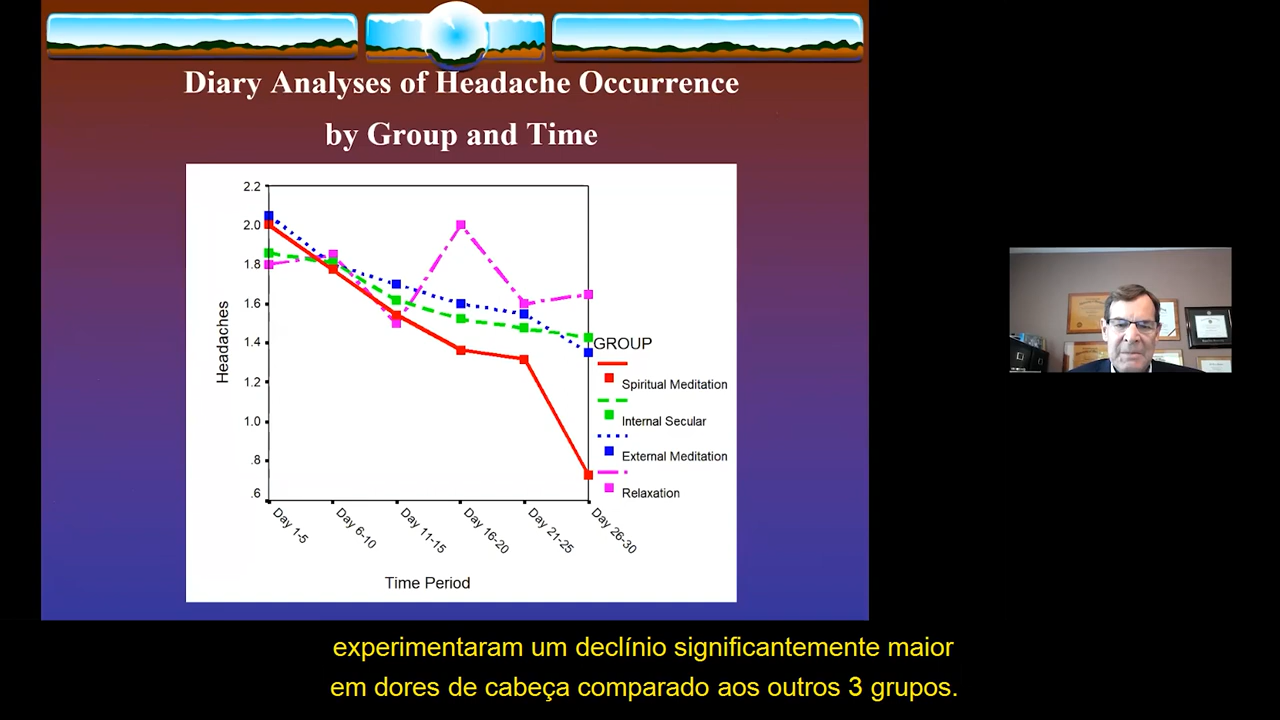 Diary Analyses of Headache Occurrence
by Group and Time
2.2
2.0
1.8
1.6
1.4
1.2
1.0
.8
.6
Headaches
Day 1-5
Day 6-10
Day 11-15
Day 16-20
Day 21-25
Day 26-30
Time Period
GROUP
Spiritual Meditation
Internal Secular
External Meditation
Relaxation
experimentaram um declínio significantemente maior
em dores de cabeça comparado aos outros 3 grupos.